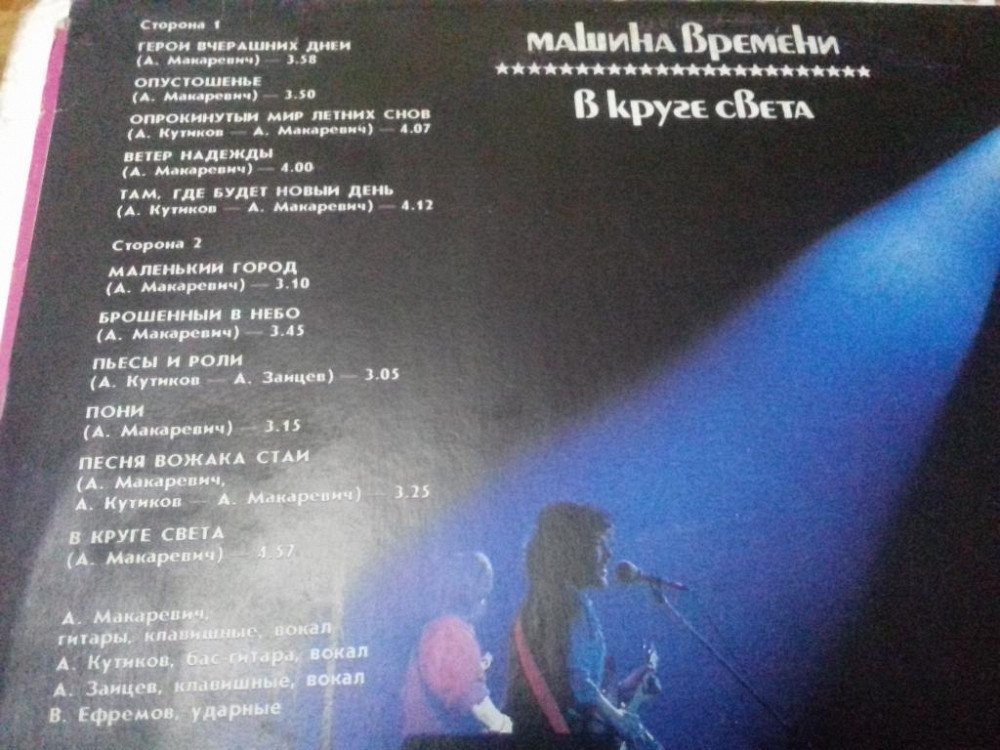 Сторона 1
ГЕРОИ ВЧЕРАШНИХ ДНЕЙ
(А. Макаревич) — 3.58
ОПУСТОШЕНЬЕ
(А. Макаревич) — 3.50
ОПРОКИНУТЫЙ МИР ЛЕТНИХ СНОВ
(А. Кутиков — А. Макаревич) — 4.07
ВЕТЕР НАДЕЖДЫ
(А. Макаревич) — 4.00
ТАМ, ГДЕ БУДЕТ НОВЫЙ ДЕНЬ
(А. Кутиков — А. Макаревич) — 4.12
Сторона 2
МАЛЕНЬКИЙ ГОРОД
(А. Макаревич) — 3.10
БРОШЕННЫЙ В НЕБО
(А. Макаревич) — 3.45
ПЬЕСЫ И РОЛИ
(А. Кутиков — А. Зайцев) — 3.05
ПОНИ
(А. Макаревич) — 3.15
ПЕСНЯ ВОЖАКА СТАИ
(А. Макаревич,
А. Кутиков — А. Макаревич) — 3.25
В КРУГЕ СВЕТА
(А. Макаревич) — 4.57
А. Макаревич,
гитары, клавишные, вокал
А. Кутиков, бас-гитара, вокал
А. Зайцев, клавишные, вокал
В. Ефремов, ударные
машина времени
в круге света